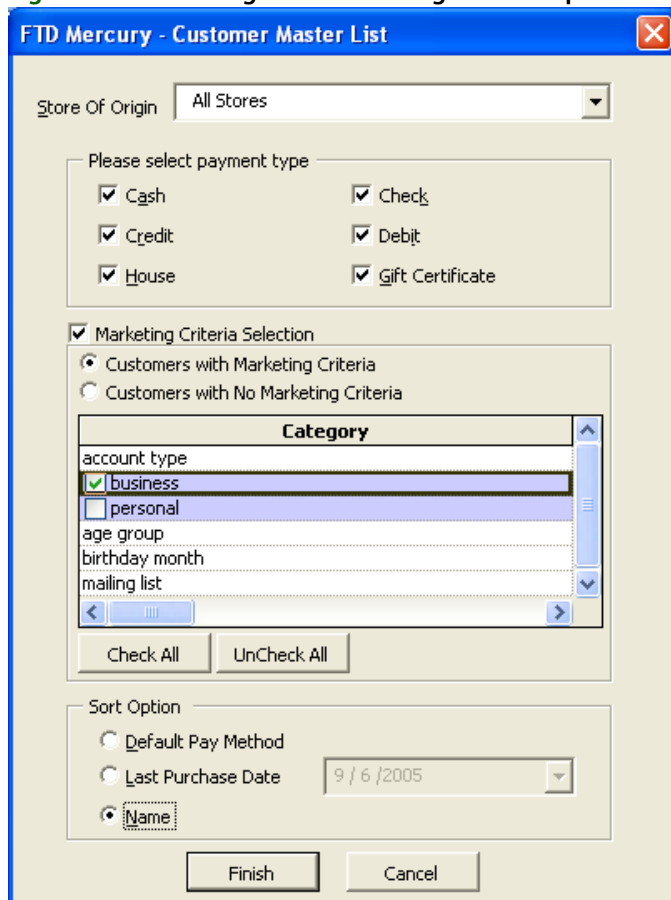 FTD Mercury - Customer Master List
Store Of Origin All Stores
Please select payment type
Cash Check
Credit Debit
House Gift Certificate
Marketing Criteria Selection
Customers with Marketing Criteria
Customers with No Marketing Criteria
Category
account type
business
personal
age group
birthday month
mailing list
Check All UnCheck All
Sort Option
Default Pay Method
Last Purchase Date 9 / 6 /2005
Name
Finish Cancel